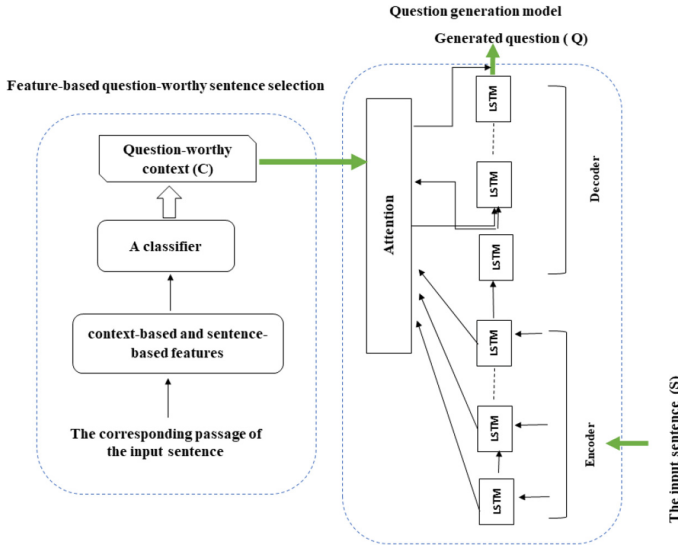 Question generation model
Generated question ( Q)
Feature-based question-worthy sentence selection
Question-worthy
context (C)
A classifier
context-based and sentence-
based features
The corresponding passage of
the input sentence
Attention
LSTM
LSTM
LSTM
Decoder
LSTM
LSTM
LSTM
Encoder
The input sentence (S)